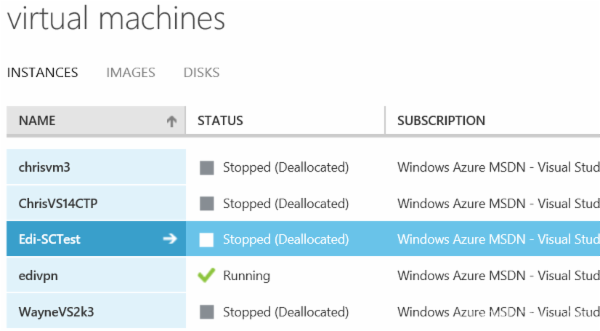 virtual machines
INSTANCES IMAGES DISKS
NAME STATUS SUBSCRIPTION
chrisvm3 Stopped (Deallocated) Windows Azure MSDN - Visual Stud
ChrisVS14CTP Stopped (Deallocated) Windows Azure MSDN - Visual Stud
Edi-SCTest Stopped (Deallocated) Windows Azure MSDN - Visual Stud
edivpn Running Windows Azure MSDN - Visual Stud
WayneVS2k3 Stopped (Deallocated) Windows Azure MSDN - Visual Stud